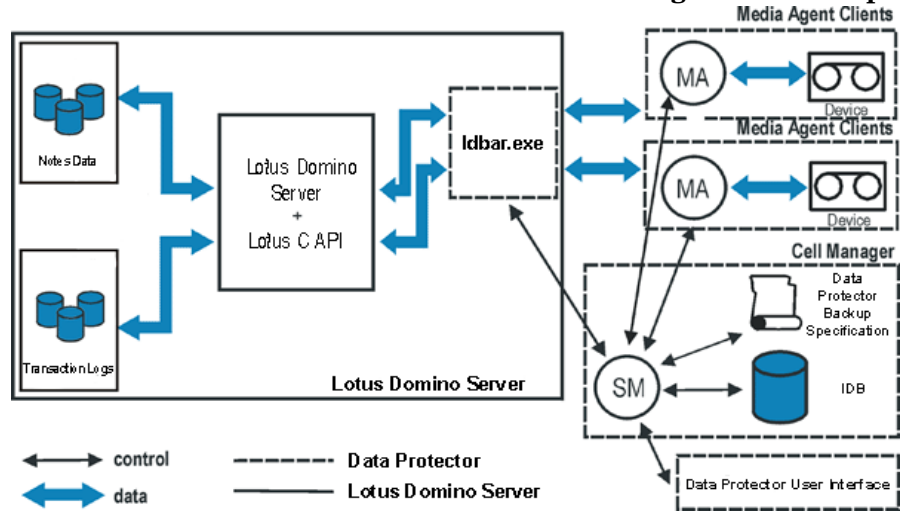 Media Agent Clients
MA
Device
Media Agent Clients
MA
Device
Notes Data
Lotus Domino
Server
+
Lotus C API
ldbar.exe
Transaction Logs
Lotus Domino Server
Cell Manager
Data
Protector
Backup
Specification
SM
IDB
control
Data Protector
data
Lotus Domino Server
Data Protector User Interface